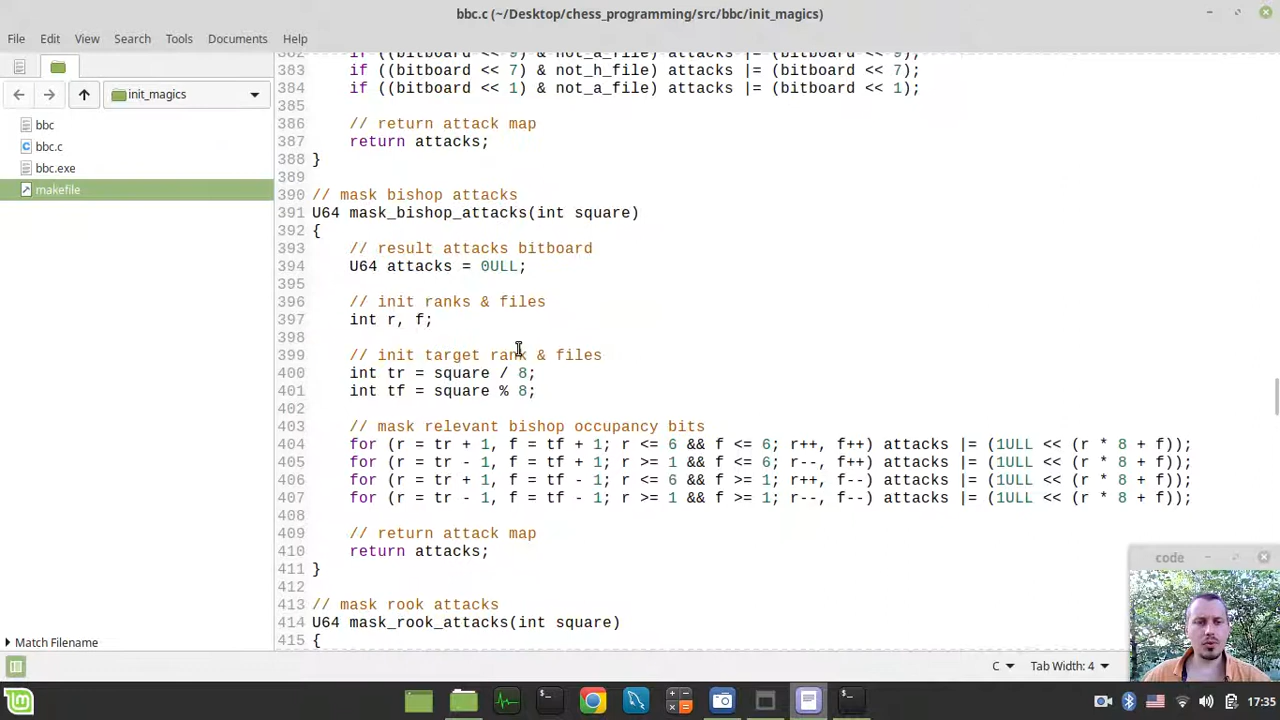 bbc.c (~/Desktop/chess_programming/src/bbc/init_magics)
File Edit View Search Tools Documents Help
init_magics
bbc
bbc.c
bbc.exe
makefile
Match Filename
382 if ((bitboard << 9) & not_a_file) attacks |= (bitboard << 9);
383 if ((bitboard << 7) & not_h_file) attacks |= (bitboard << 7);
384 if ((bitboard << 1) & not_a_file) attacks |= (bitboard << 1);
385
386 // return attack map
387 return attacks;
388 }
389
390 // mask bishop attacks
391 U64 mask_bishop_attacks(int square)
392 {
393 // result attacks bitboard
394 U64 attacks = 0ULL;
395
396 // init ranks & files
397 int r, f;
398
399 // init target rank & files
400 int tr = square / 8;
401 int tf = square % 8;
402
403 // mask relevant bishop occupancy bits
404 for (r = tr + 1, f = tf + 1; r <= 6 && f <= 6; r++, f++) attacks |= (1ULL << (r * 8 + f));
405 for (r = tr - 1, f = tf + 1; r >= 1 && f <= 6; r--, f++) attacks |= (1ULL << (r * 8 + f));
406 for (r = tr + 1, f = tf - 1; r <= 6 && f >= 1; r++, f--) attacks |= (1ULL << (r * 8 + f));
407 for (r = tr - 1, f = tf - 1; r >= 1 && f >= 1; r--, f--) attacks |= (1ULL << (r * 8 + f));
408
409 // return attack map
410 return attacks;
411 }
412
413 // mask rook attacks
414 U64 mask_rook_attacks(int square)
415 {
code
C Tab Width: 4
17:35